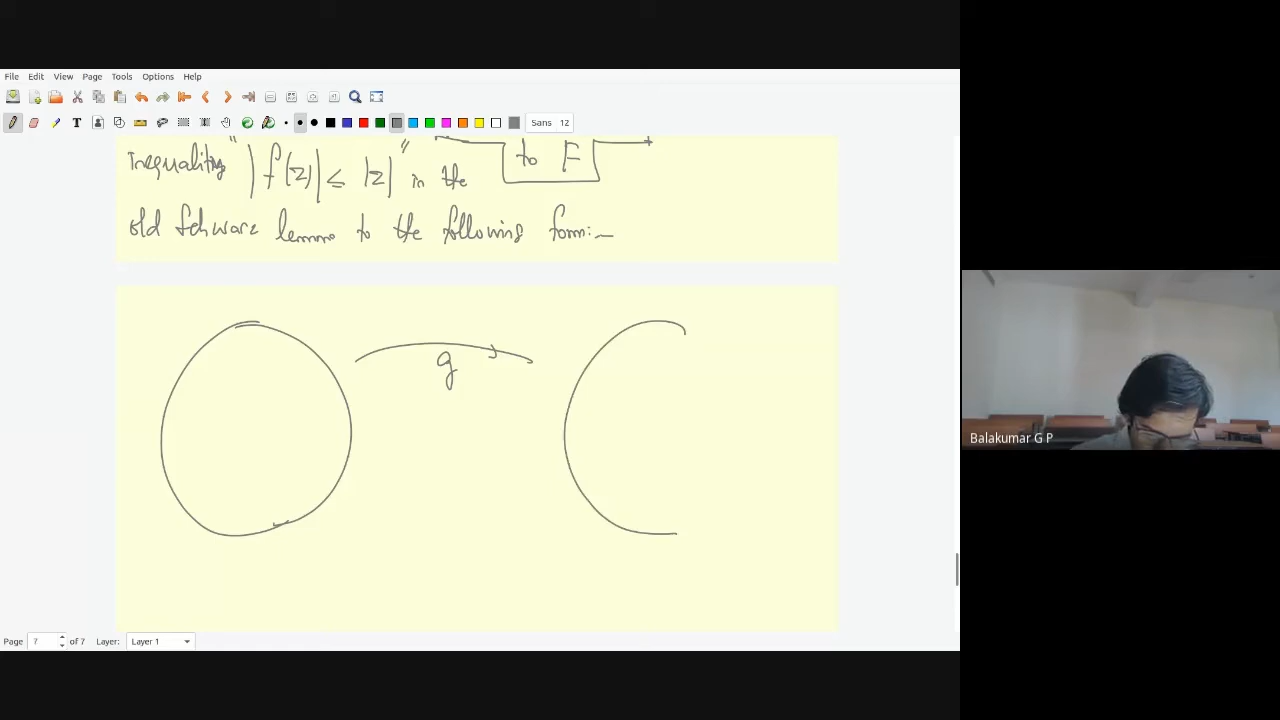 File Edit View Page Tools Options Help
Sans 12
inequality "|f(z)| ≤ |z|" in the
to F
old Schwarz lemma to the following form:—
g
Balakumar G P
Page 7 of 7 Layer: Layer 1